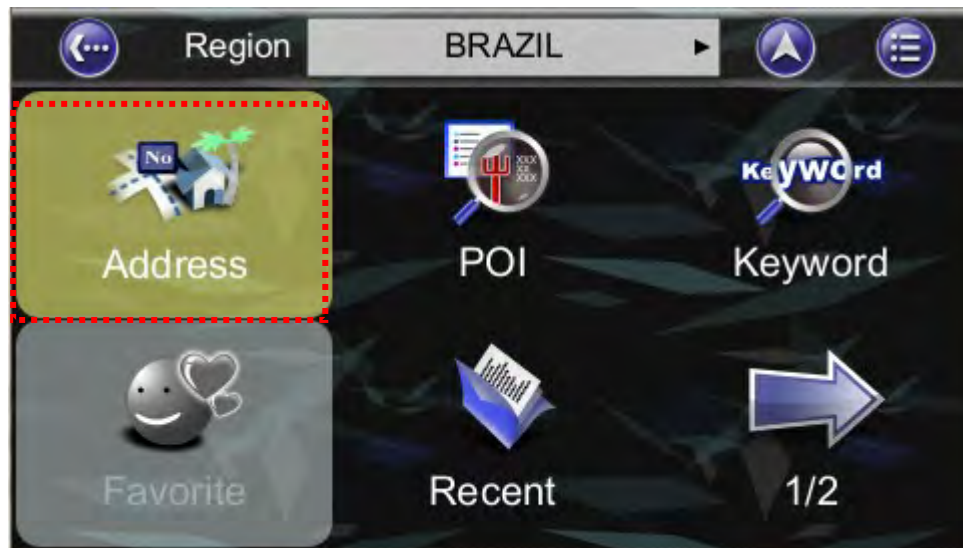 Region BRAZIL
No
XXX
XX
XXX
Keyword
Address POI Keyword
Favorite Recent 1/2